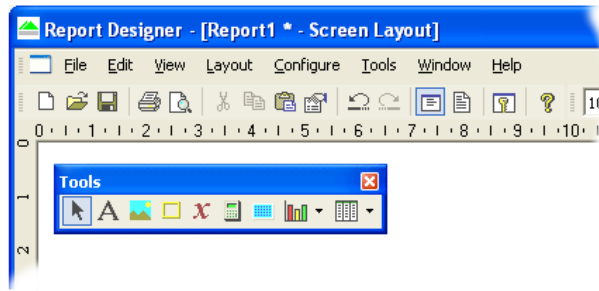 Report Designer - [Report1 * - Screen Layout]
File Edit View Layout Configure Tools Window Help
0 1 2 3 4 5 6 7 8 9 10
0
Tools
1
A x
2